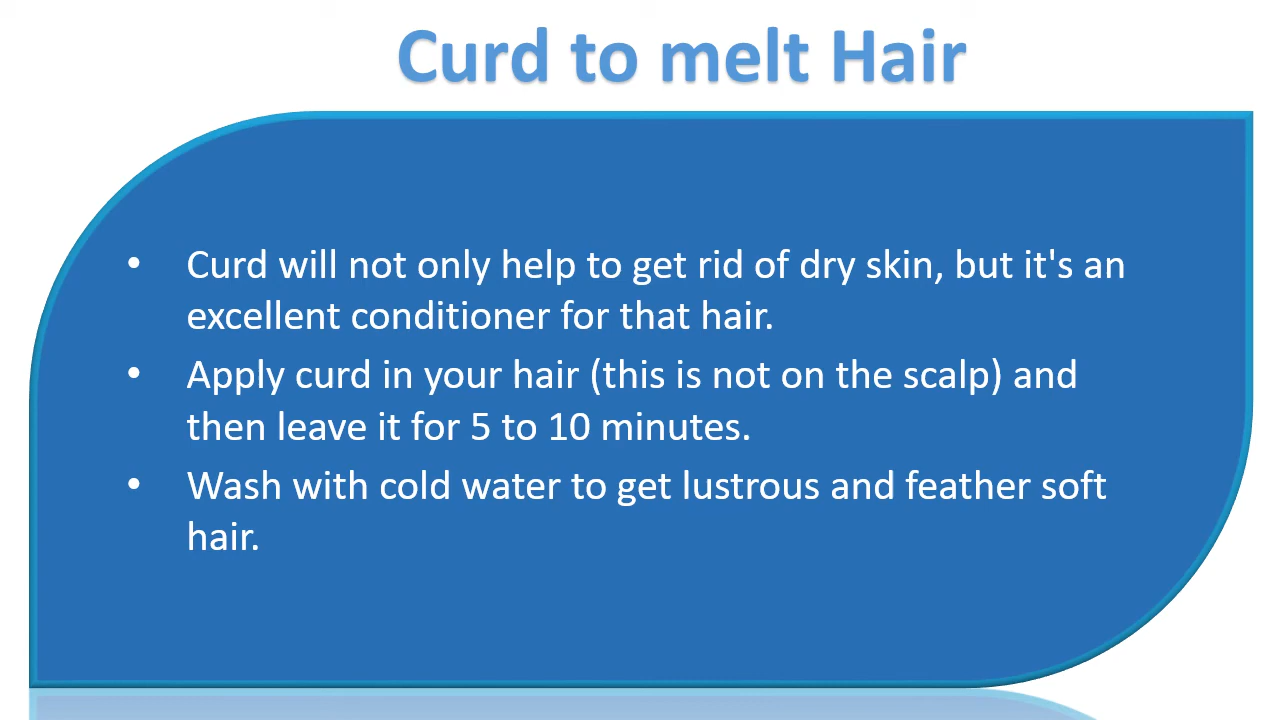 Curd to melt Hair
• Curd will not only help to get rid of dry skin, but it's an
excellent conditioner for that hair.
• Apply curd in your hair (this is not on the scalp) and
then leave it for 5 to 10 minutes.
• Wash with cold water to get lustrous and feather soft
hair.